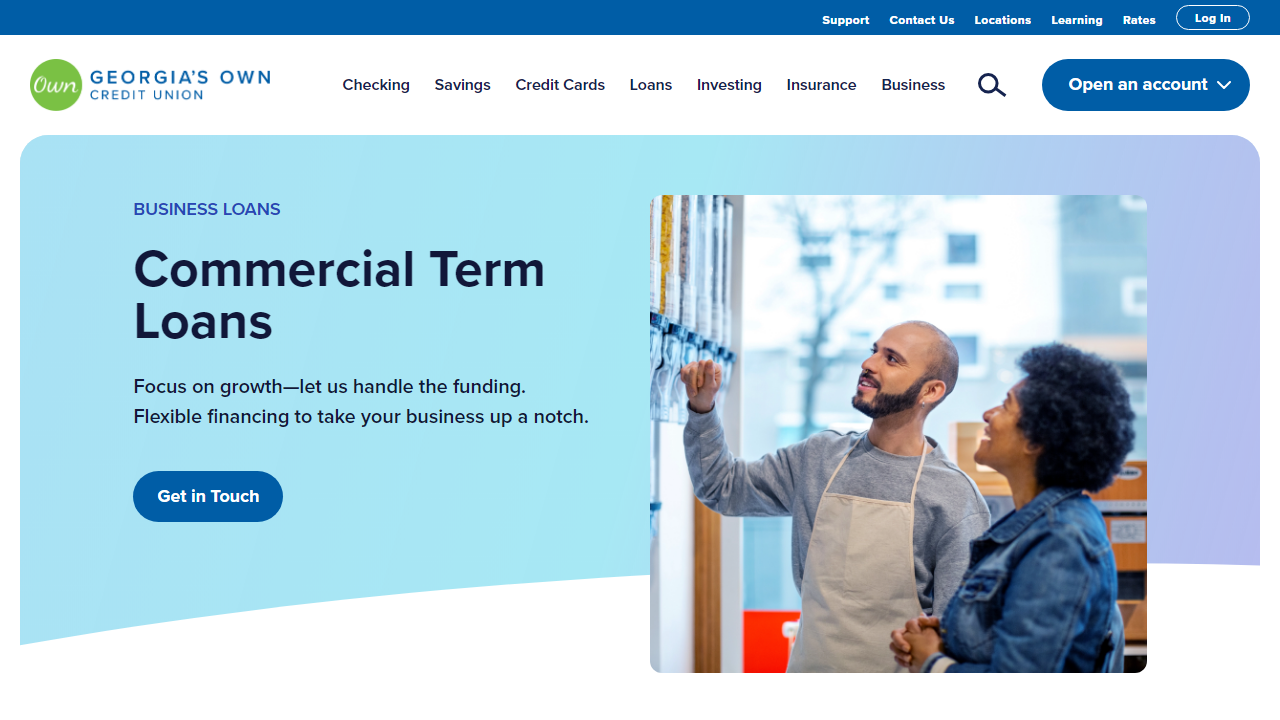 Support Contact Us Locations Learning Rates Log In
Own GEORGIA'S OWN
CREDIT UNION
Checking Savings Credit Cards Loans Investing Insurance Business Open an account
BUSINESS LOANS
Commercial Term
Loans
Focus on growth—let us handle the funding.
Flexible financing to take your business up a notch.
Get in Touch